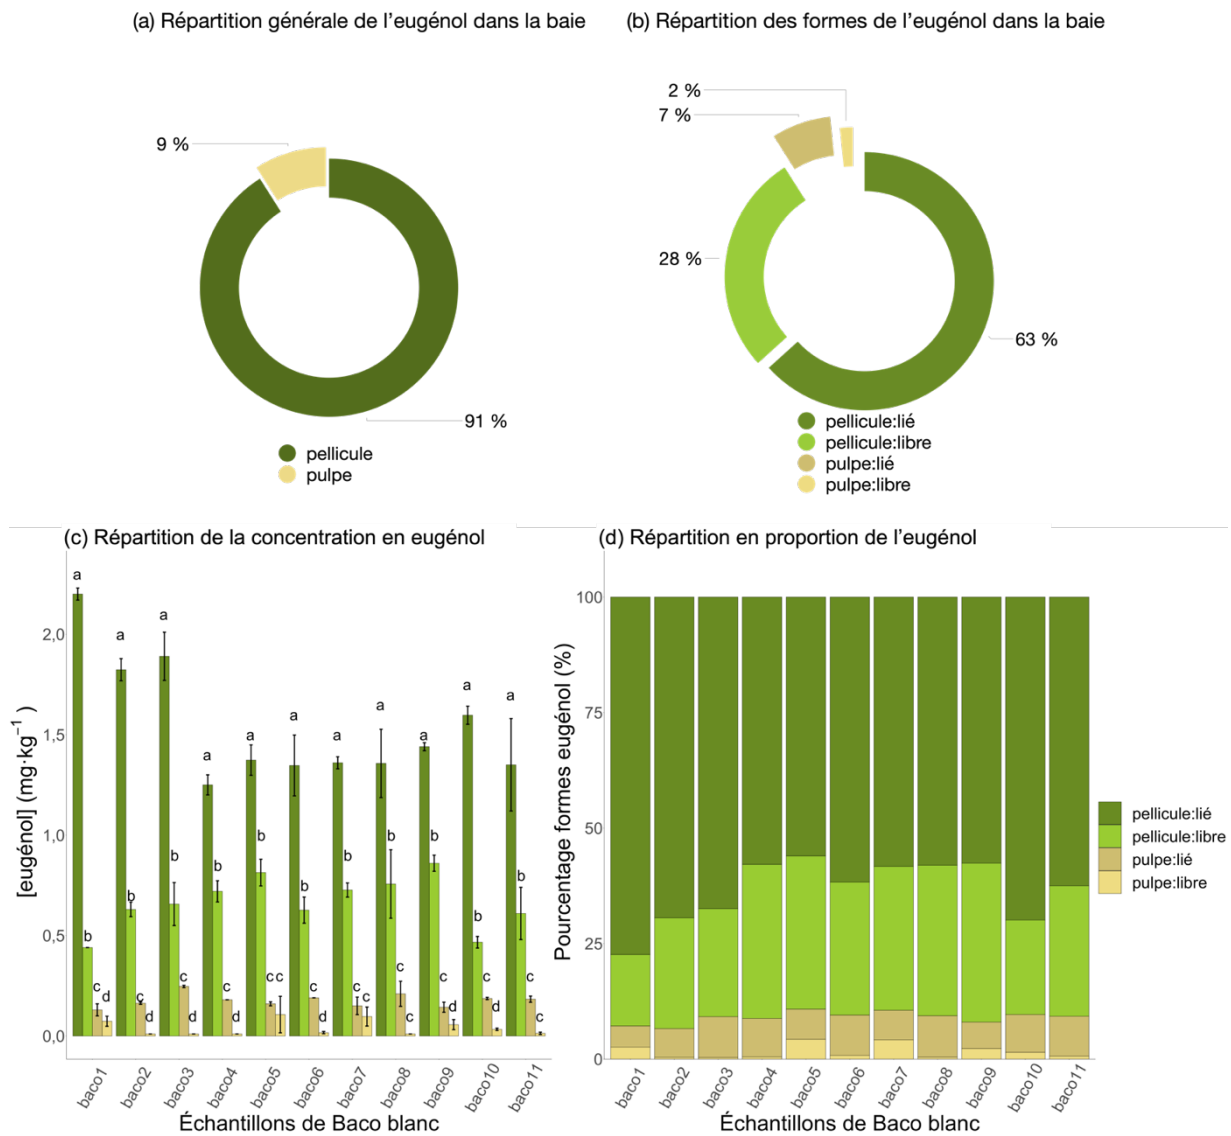 (a) Répartition générale de l'eugénol dans la baie
(b) Répartition des formes de l'eugénol dans la baie
9 %
91 %
pellicule
pulpe
2 %
7 %
28 %
63 %
pellicule:lié
pellicule:libre
pulpe:lié
pulpe:libre
(c) Répartition de la concentration en eugénol
[eugénol] (mg·kg⁻¹ )
2,0
1,5
1,0
0,5
0,0
a b c d
a b c d
a b c d
a b c d
a b c c
a b c d
a b c c
a b c d
a b c d
a b c d
a b c d
baco1 baco2 baco3 baco4 baco5 baco6 baco7 baco8 baco9 baco10 baco11
Échantillons de Baco blanc
(d) Répartition en proportion de l'eugénol
Pourcentage formes eugénol (%)
100
75
50
25
0
baco1 baco2 baco3 baco4 baco5 baco6 baco7 baco8 baco9 baco10 baco11
Échantillons de Baco blanc
pellicule:lié
pellicule:libre
pulpe:lié
pulpe:libre